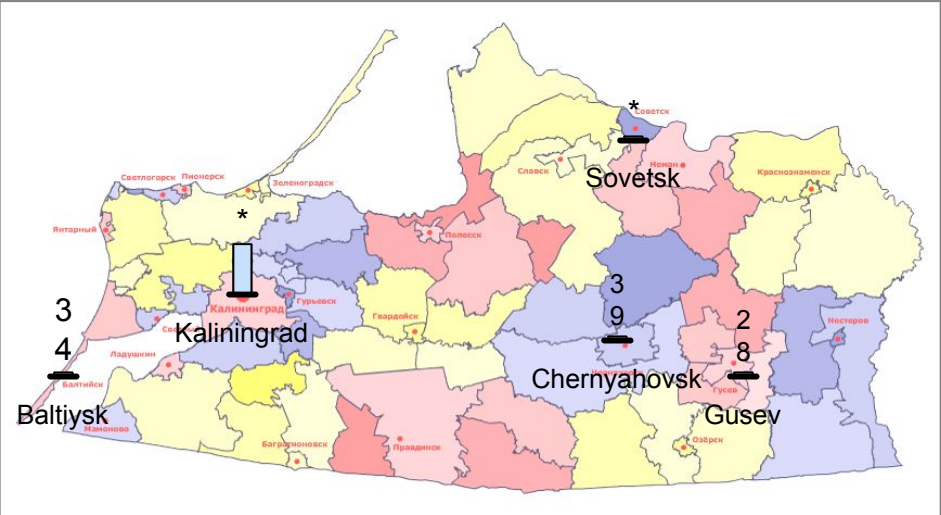 *
Советск
Неман
Славск
Sovetsk
Краснознаменск
Светлогорск
Пионерск
Зеленоградск
*
Янтарный
Полесск
Калининград
Гурьевск
Kaliningrad
Гвардейск
3
9
Chernyahovsk
2
8
Нестеров
Гусев
Gusev
3
4
Ладушкин
Балтийск
Baltiysk
Мамоново
Багратионовск
Правдинск
Озёрск